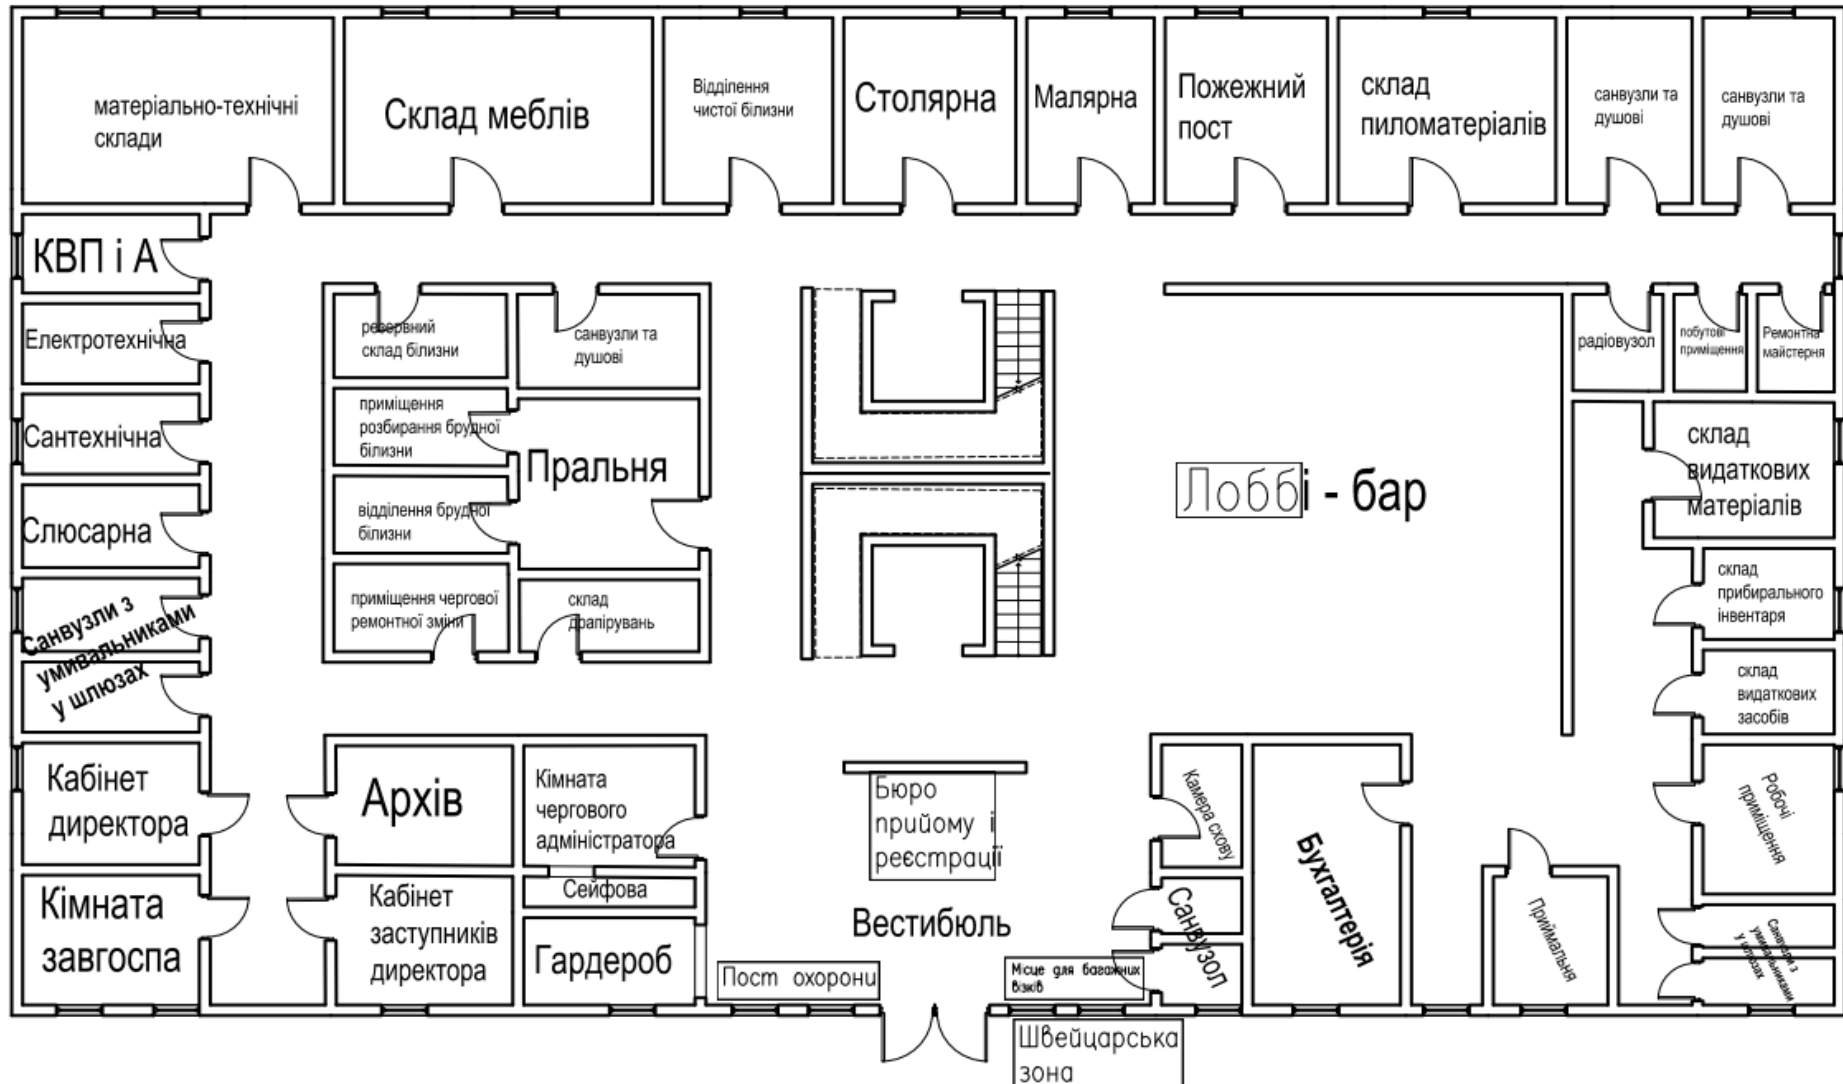 матеріально-технічні
склади
Склад меблів
Відділення
чистої білизни
Столярна
Малярна
Пожежний
пост
склад
пиломатеріалів
санвузли та
душові
санвузли та
душові
КВП і А
Електротехнічна
Сантехнічна
Слюсарна
Санвузли з
умивальниками
у шлюзах
резервний
склад білизни
санвузли та
душові
приміщення
розбирання брудної
білизни
Пральня
відділення брудної
білизни
приміщення чергової
ремонтної зміни
склад
драпірувань
Лоббі - бар
радіовузол
побутові
приміщення
Ремонтна
майстерня
склад
видаткових
матеріалів
склад
прибирального
інвентаря
склад
видаткових
засобів
Кабінет
директора
Архів
Кімната
чергового
адміністратора
Сейфова
Бюро
прийому і
реєстрації
Камера схову
Бухгалтерія
Робочі
приміщення
Кімната
завгоспа
Кабінет
заступників
директора
Гардероб
Вестибюль
Санвузол
Приймальня
Санвузли з
умивальниками
у шлюзах
Пост охорони
Місце для багажних
візків
Швейцарська
зона